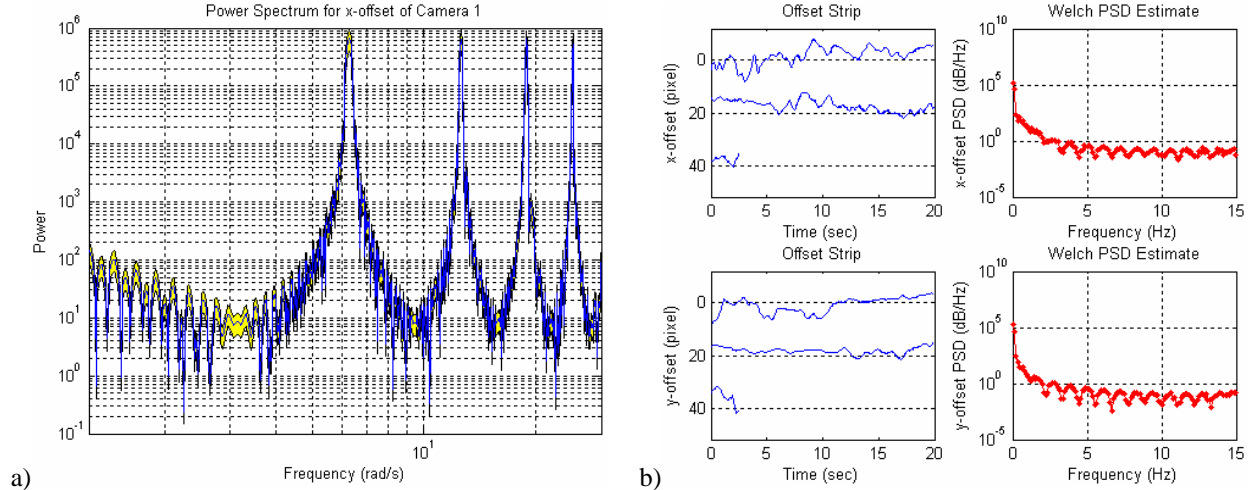 Power Spectrum for x-offset of Camera 1
10^6
10^5
10^4
10^3
10^2
10^1
10^0
10^-1
Power
10^1
Frequency (rad/s)
a)
Offset Strip
x-offset (pixel)
0
20
40
0 5 10 15 20
Time (sec)
Welch PSD Estimate
x-offset PSD (dB/Hz)
10^10
10^5
10^0
10^-5
0 5 10 15
Frequency (Hz)
Offset Strip
y-offset (pixel)
0
20
40
0 5 10 15 20
Time (sec)
Welch PSD Estimate
y-offset PSD (dB/Hz)
10^10
10^5
10^0
10^-5
0 5 10 15
Frequency (Hz)
b)